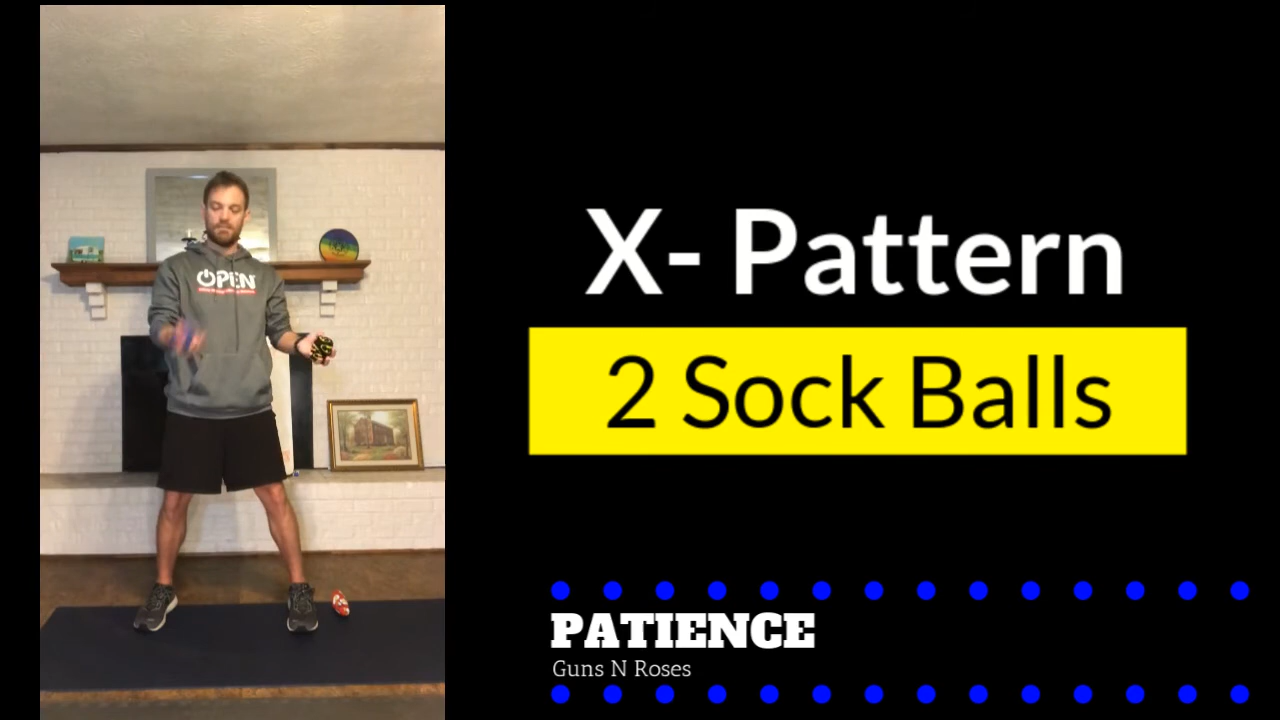 OPEN
X- Pattern
2 Sock Balls
PATIENCE
Guns N Roses